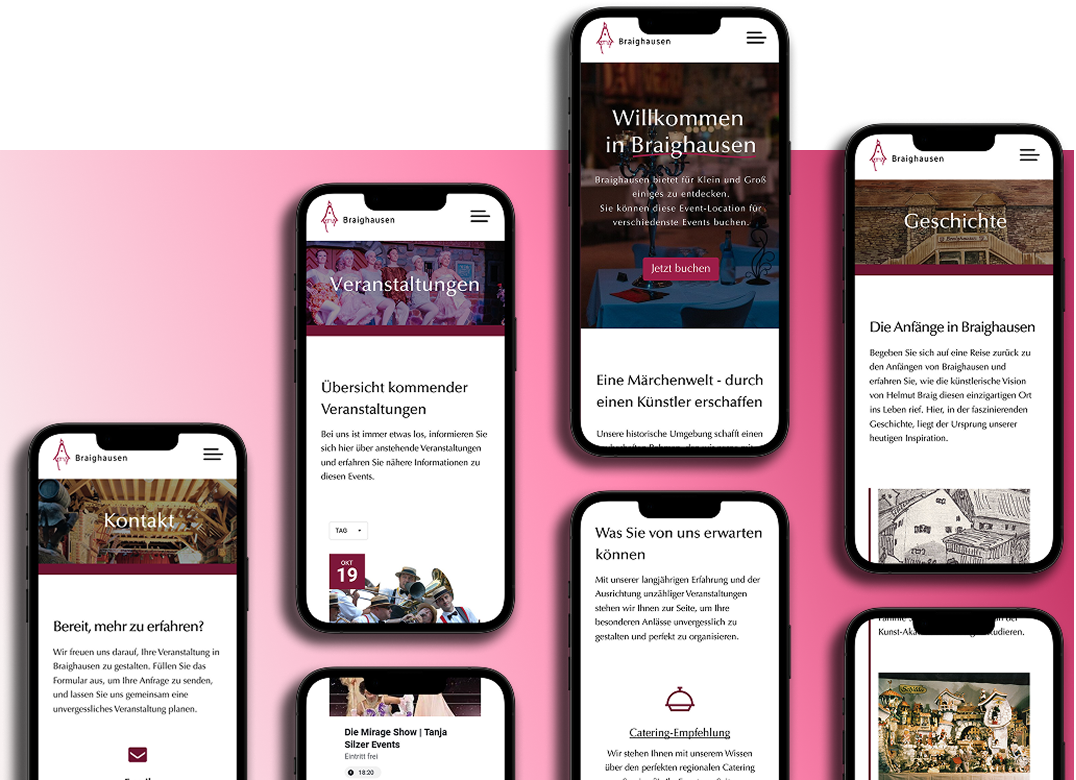 Braighausen
Kontakt
Bereit, mehr zu erfahren?
Wir freuen uns darauf, Ihre Veranstaltung in
Braighausen zu gestalten. Füllen Sie das
Formular aus, um Ihre Anfrage zu senden,
und lassen Sie uns gemeinsam eine
unvergessliches Veranstaltung planen.
Braighausen
Veranstaltungen
Übersicht kommender
Veranstaltungen
Bei uns ist immer etwas los, informieren Sie
sich hier über anstehende Veranstaltungen
und erfahren Sie nähere Informationen zu
diesen Events.
TAG
OKT
19
Die Mirage Show | Tanja
Silzer Events
Eintritt frei
18:20
Braighausen
Willkommen
in Braighausen
Braighausen bietet für Klein und Groß
einiges zu entdecken.
Sie können diese Event-Location für
verschiedenste Events buchen.
Jetzt buchen
Eine Märchenwelt - durch
einen Künstler erschaffen
Unsere historische Umgebung schafft einen
Was Sie von uns erwarten
können
Mit unserer langjährigen Erfahrung und der
Ausrichtung unzähliger Veranstaltungen
stehen wir Ihnen zur Seite, um Ihre
besonderen Anlässe unvergesslich zu
gestalten und perfekt zu organisieren.
Catering-Empfehlung
Wir stehen Ihnen mit unserem Wissen
über den perfekten regionalen Catering
Braighausen
Geschichte
Die Anfänge in Braighausen
Begeben Sie sich auf eine Reise zurück zu
den Anfängen von Braighausen und
erfahren Sie, wie die künstlerische Vision
von Helmut Braig diesen einzigartigen Ort
ins Leben rief. Hier, in der faszinierenden
Geschichte, liegt der Ursprung unserer
heutigen Inspiration.